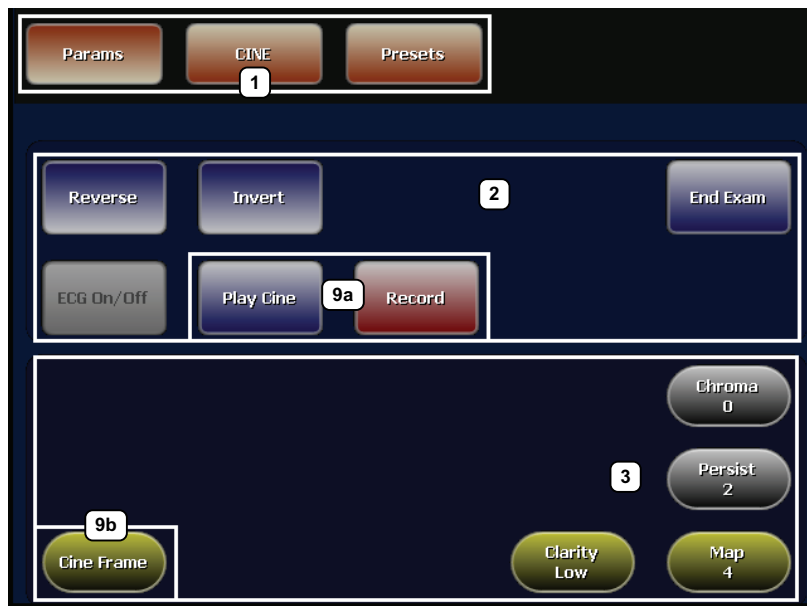 Params
CINE
Presets
1
Reverse
Invert
2
End Exam
ECG On/Off
Play Cine
9a
Record
Chroma
0
3
Persist
2
9b
Cine Frame
Clarity
Low
Map
4